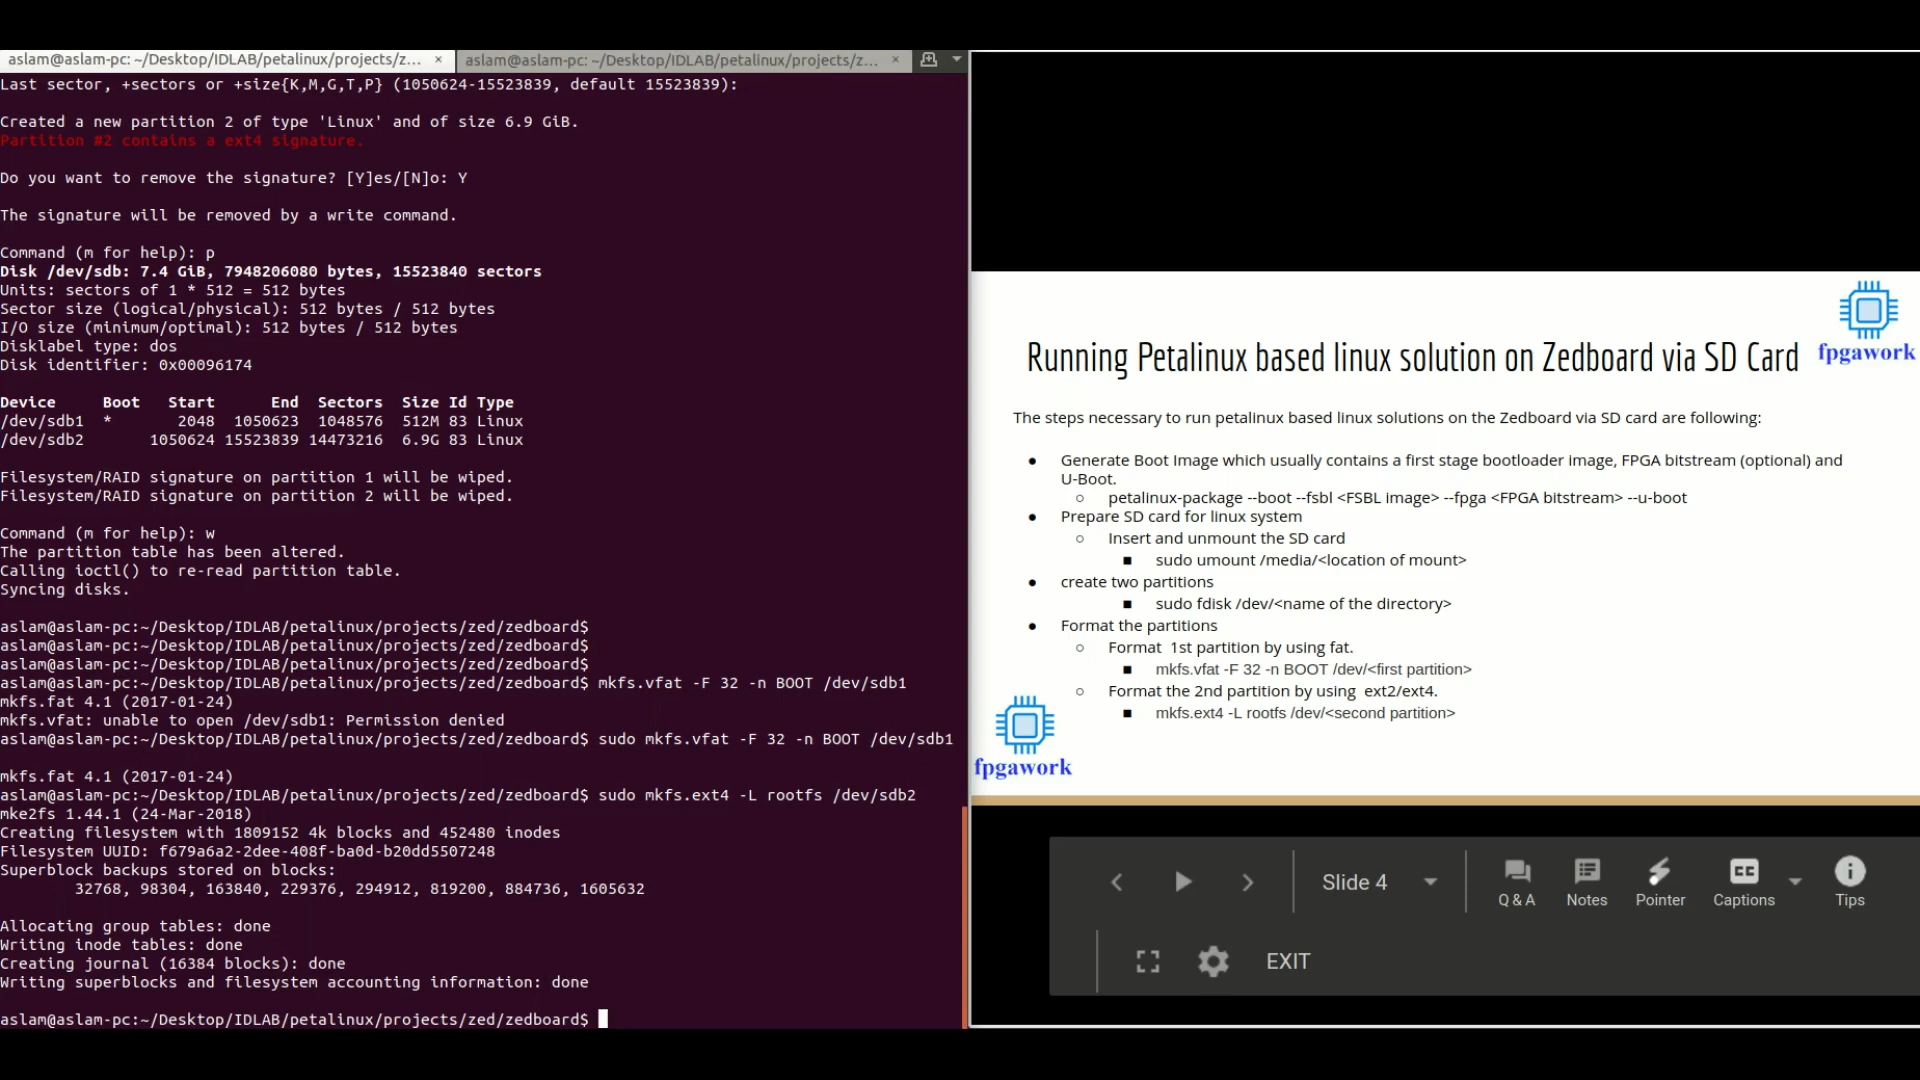 aslam@aslam-pc: ~/Desktop/IDLAB/petalinux/projects/z... ×
aslam@aslam-pc: ~/Desktop/IDLAB/petalinux/projects/z... ×
Last sector, +sectors or +size{K,M,G,T,P} (1050624-15523839, default 15523839):
Created a new partition 2 of type 'Linux' and of size 6.9 GiB.
Partition #2 contains a ext4 signature.
Do you want to remove the signature? [Y]es/[N]o: Y
The signature will be removed by a write command.
Command (m for help): p
Disk /dev/sdb: 7.4 GiB, 7948206080 bytes, 15523840 sectors
Units: sectors of 1 * 512 = 512 bytes
Sector size (logical/physical): 512 bytes / 512 bytes
I/O size (minimum/optimal): 512 bytes / 512 bytes
Disklabel type: dos
Disk identifier: 0x00096174
Device     Boot   Start      End  Sectors  Size Id Type
/dev/sdb1  *       2048  1050623  1048576  512M 83 Linux
/dev/sdb2       1050624 15523839 14473216  6.9G 83 Linux
Filesystem/RAID signature on partition 1 will be wiped.
Filesystem/RAID signature on partition 2 will be wiped.
Command (m for help): w
The partition table has been altered.
Calling ioctl() to re-read partition table.
Syncing disks.
aslam@aslam-pc:~/Desktop/IDLAB/petalinux/projects/zed/zedboard$
aslam@aslam-pc:~/Desktop/IDLAB/petalinux/projects/zed/zedboard$
aslam@aslam-pc:~/Desktop/IDLAB/petalinux/projects/zed/zedboard$
aslam@aslam-pc:~/Desktop/IDLAB/petalinux/projects/zed/zedboard$ mkfs.vfat -F 32 -n BOOT /dev/sdb1
mkfs.fat 4.1 (2017-01-24)
mkfs.vfat: unable to open /dev/sdb1: Permission denied
aslam@aslam-pc:~/Desktop/IDLAB/petalinux/projects/zed/zedboard$ sudo mkfs.vfat -F 32 -n BOOT /dev/sdb1
mkfs.fat 4.1 (2017-01-24)
aslam@aslam-pc:~/Desktop/IDLAB/petalinux/projects/zed/zedboard$ sudo mkfs.ext4 -L rootfs /dev/sdb2
mke2fs 1.44.1 (24-Mar-2018)
Creating filesystem with 1809152 4k blocks and 452480 inodes
Filesystem UUID: f679a6a2-2dee-408f-ba0d-b20dd5507248
Superblock backups stored on blocks:
32768, 98304, 163840, 229376, 294912, 819200, 884736, 1605632
Allocating group tables: done
Writing inode tables: done
Creating journal (16384 blocks): done
Writing superblocks and filesystem accounting information: done
aslam@aslam-pc:~/Desktop/IDLAB/petalinux/projects/zed/zedboard$
fpgawork
Running Petalinux based linux solution on Zedboard via SD Card
The steps necessary to run petalinux based linux solutions on the Zedboard via SD card are following:
● Generate Boot Image which usually contains a first stage bootloader image, FPGA bitstream (optional) and
U-Boot.
○ petalinux-package --boot --fsbl <FSBL image> --fpga <FPGA bitstream> --u-boot
● Prepare SD card for linux system
○ Insert and unmount the SD card
■ sudo umount /media/<location of mount>
● create two partitions
■ sudo fdisk /dev/<name of the directory>
● Format the partitions
○ Format 1st partition by using fat.
■ mkfs.vfat -F 32 -n BOOT /dev/<first partition>
○ Format the 2nd partition by using ext2/ext4.
■ mkfs.ext4 -L rootfs /dev/<second partition>
fpgawork
Slide 4
Q & A
Notes
Pointer
CC
Captions
Tips
EXIT